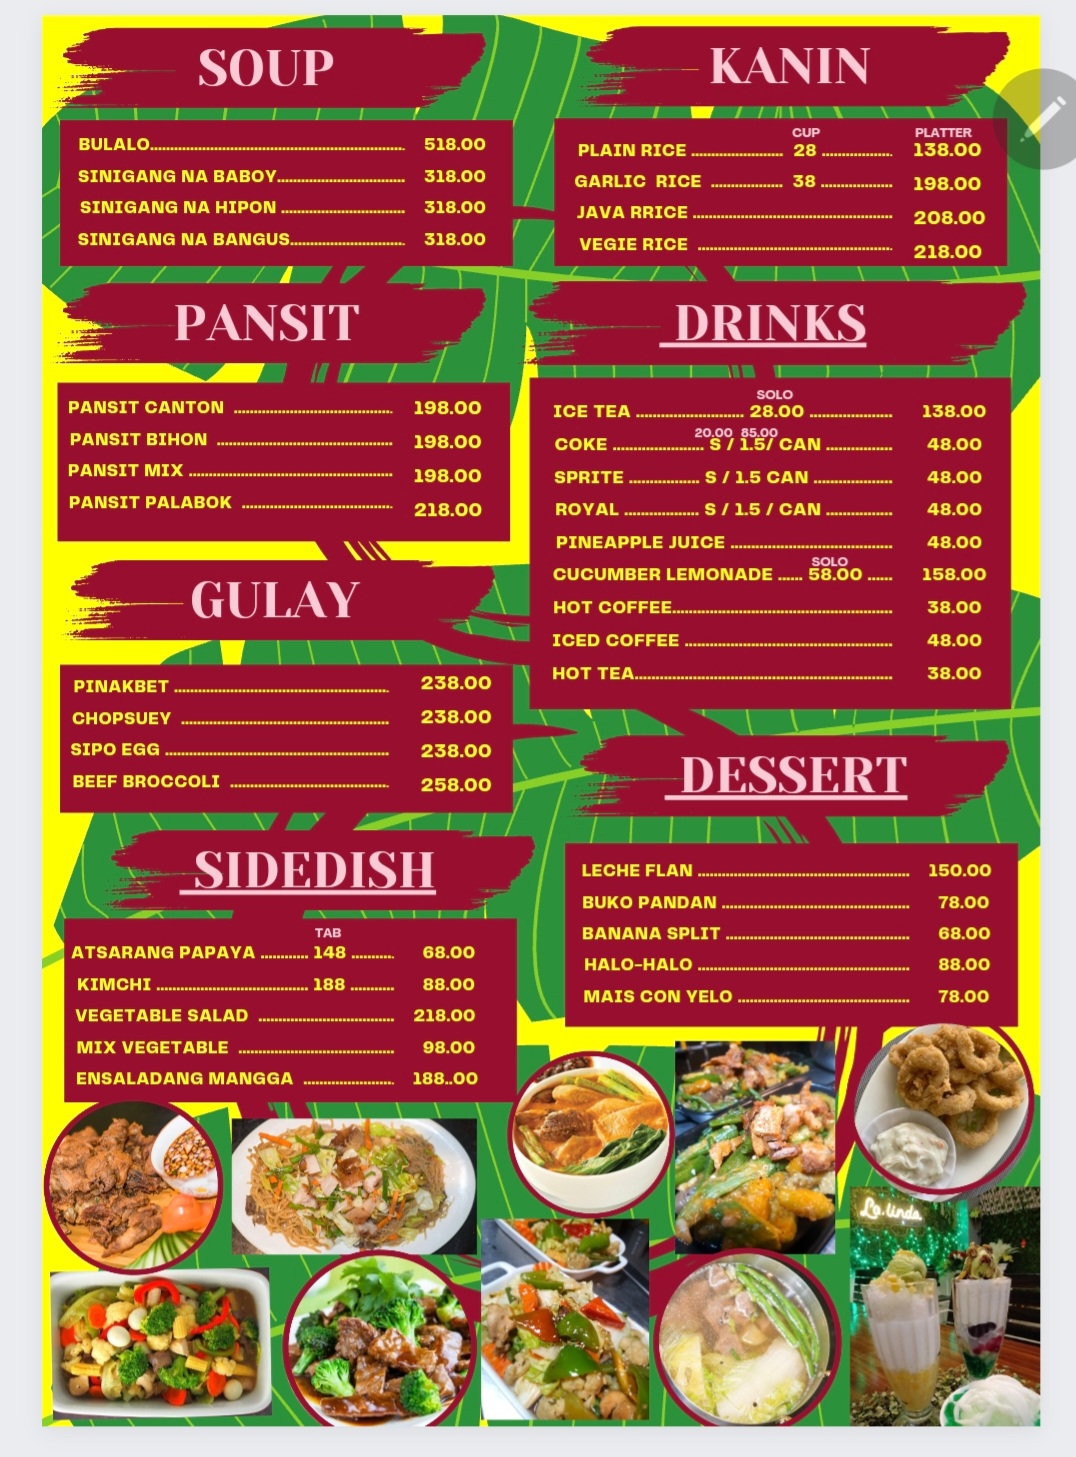 SOUP
BULALO 518.00
SINIGANG NA BABOY 318.00
SINIGANG NA HIPON 318.00
SINIGANG NA BANGUS 318.00
PANSIT
PANSIT CANTON 198.00
PANSIT BIHON 198.00
PANSIT MIX 198.00
PANSIT PALABOK 218.00
GULAY
PINAKBET 238.00
CHOPSUEY 238.00
SIPO EGG 238.00
BEEF BROCCOLI 258.00
SIDEDISH
TAB
ATSARANG PAPAYA 148 68.00
KIMCHI 188 88.00
VEGETABLE SALAD 218.00
MIX VEGETABLE 98.00
ENSALADANG MANGGA 188..00
KANIN
CUP PLATTER
PLAIN RICE 28 138.00
GARLIC RICE 38 198.00
JAVA RRICE 208.00
VEGIE RICE 218.00
DRINKS
SOLO
ICE TEA 28.00 138.00
20.00 85.00
COKE S / 1.5/ CAN 48.00
SPRITE S / 1.5 CAN 48.00
ROYAL S / 1.5 / CAN 48.00
PINEAPPLE JUICE 48.00
SOLO
CUCUMBER LEMONADE 58.00 158.00
HOT COFFEE 38.00
ICED COFFEE 48.00
HOT TEA 38.00
DESSERT
LECHE FLAN 150.00
BUKO PANDAN 78.00
BANANA SPLIT 68.00
HALO-HALO 88.00
MAIS CON YELO 78.00
La.linda